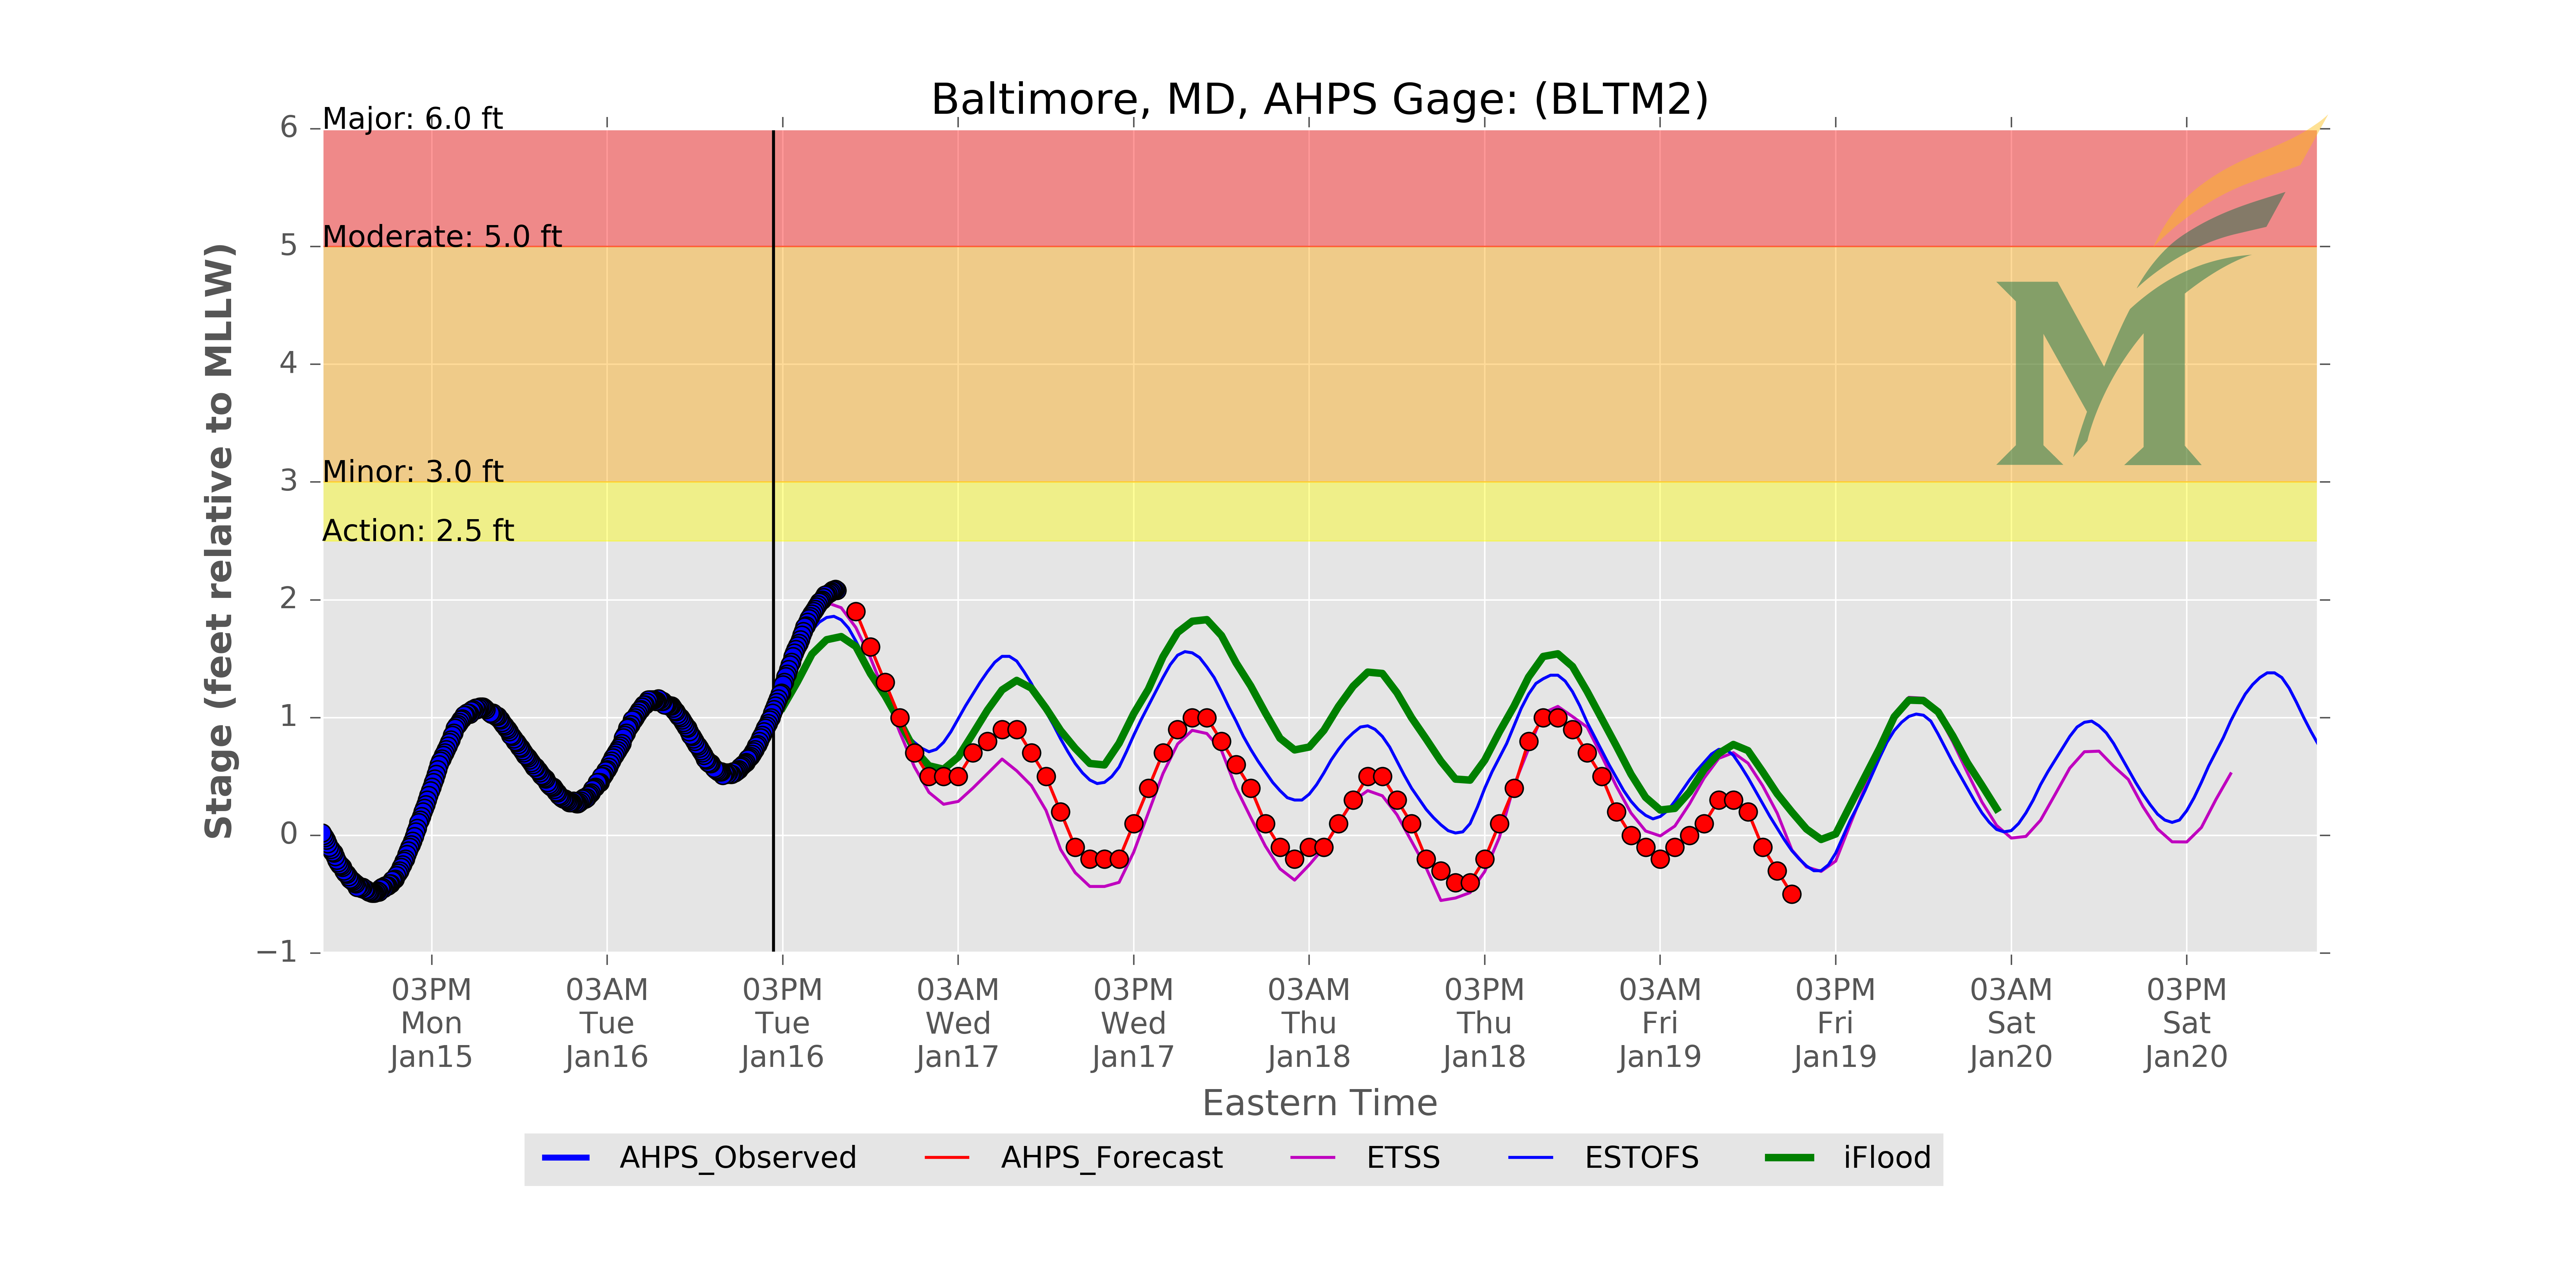 Baltimore, MD, AHPS Gage: (BLTM2)
Major: 6.0 ft
Moderate: 5.0 ft
Minor: 3.0 ft
Action: 2.5 ft
6
5
4
3
2
1
0
−1
Stage (feet relative to MLLW)
03PM 03AM 03PM 03AM 03PM 03AM 03PM 03AM 03PM 03AM 03PM
Mon Tue Tue Wed Wed Thu Thu Fri Fri Sat Sat
Jan15 Jan16 Jan16 Jan17 Jan17 Jan18 Jan18 Jan19 Jan19 Jan20 Jan20
Eastern Time
AHPS_Observed AHPS_Forecast ETSS ESTOFS iFlood
M